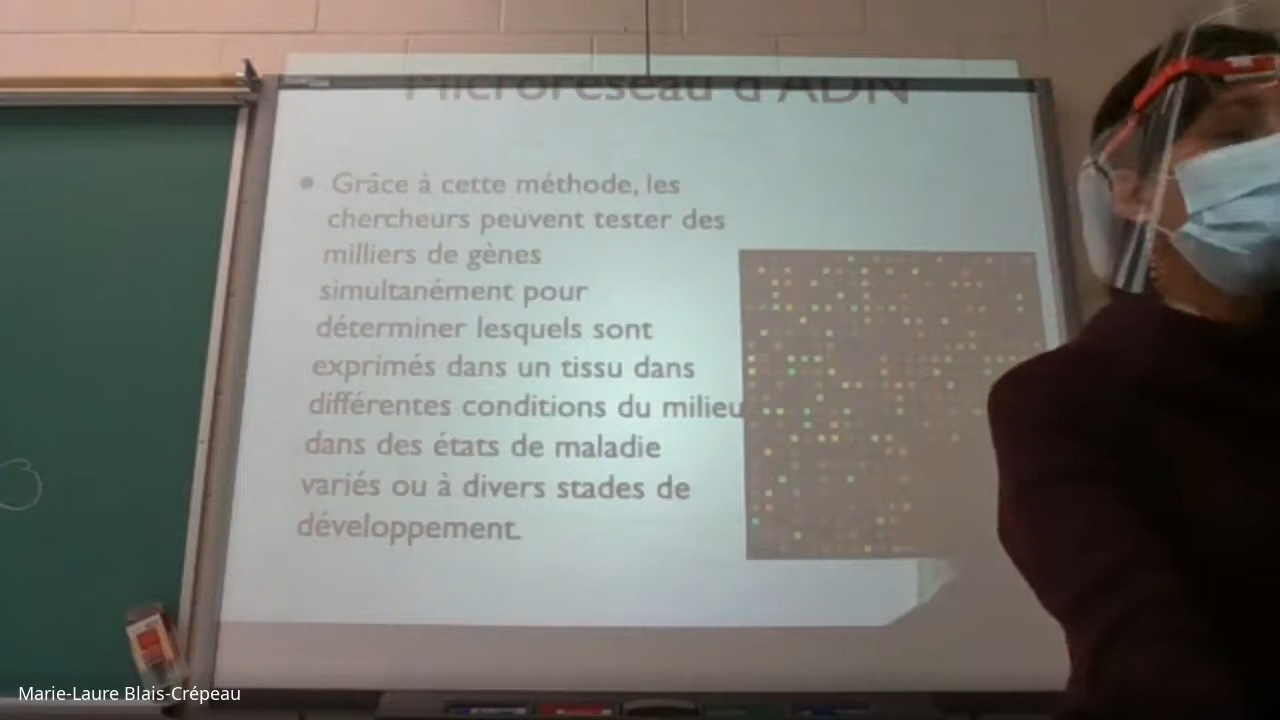 Microréseau d'ADN
• Grâce à cette méthode, les
chercheurs peuvent tester des
milliers de gènes
simultanément pour
déterminer lesquels sont
exprimés dans un tissu dans
différentes conditions du milieu
dans des états de maladie
variés ou à divers stades de
développement.
Marie-Laure Blais-Crépeau